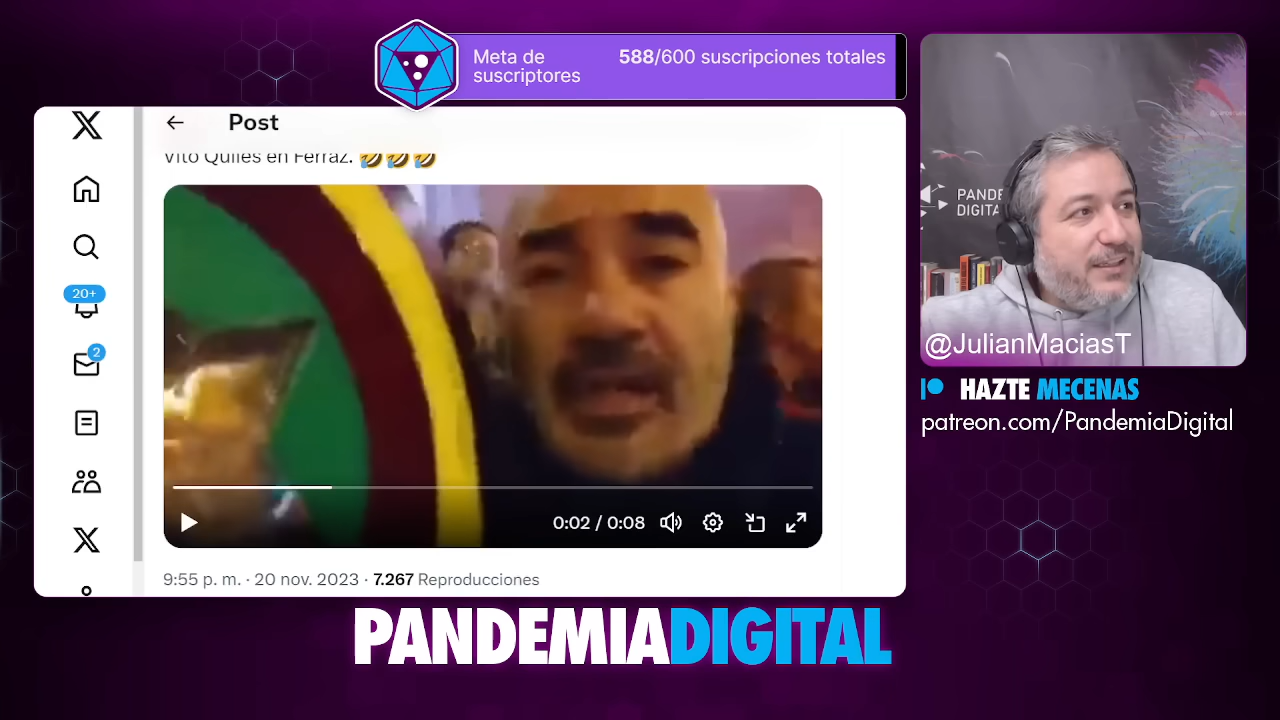 Meta de
suscriptores
588/600 suscripciones totales
Post
Vito Quiles en Ferraz. 🤣🤣🤣
20+
2
0:02 / 0:08
9:55 p. m. · 20 nov. 2023 · 7.267 Reproducciones
PANDE
DIGITA
@JulianMaciasT
HAZTE MECENAS
patreon.com/PandemiaDigital
PANDEMIADIGITAL